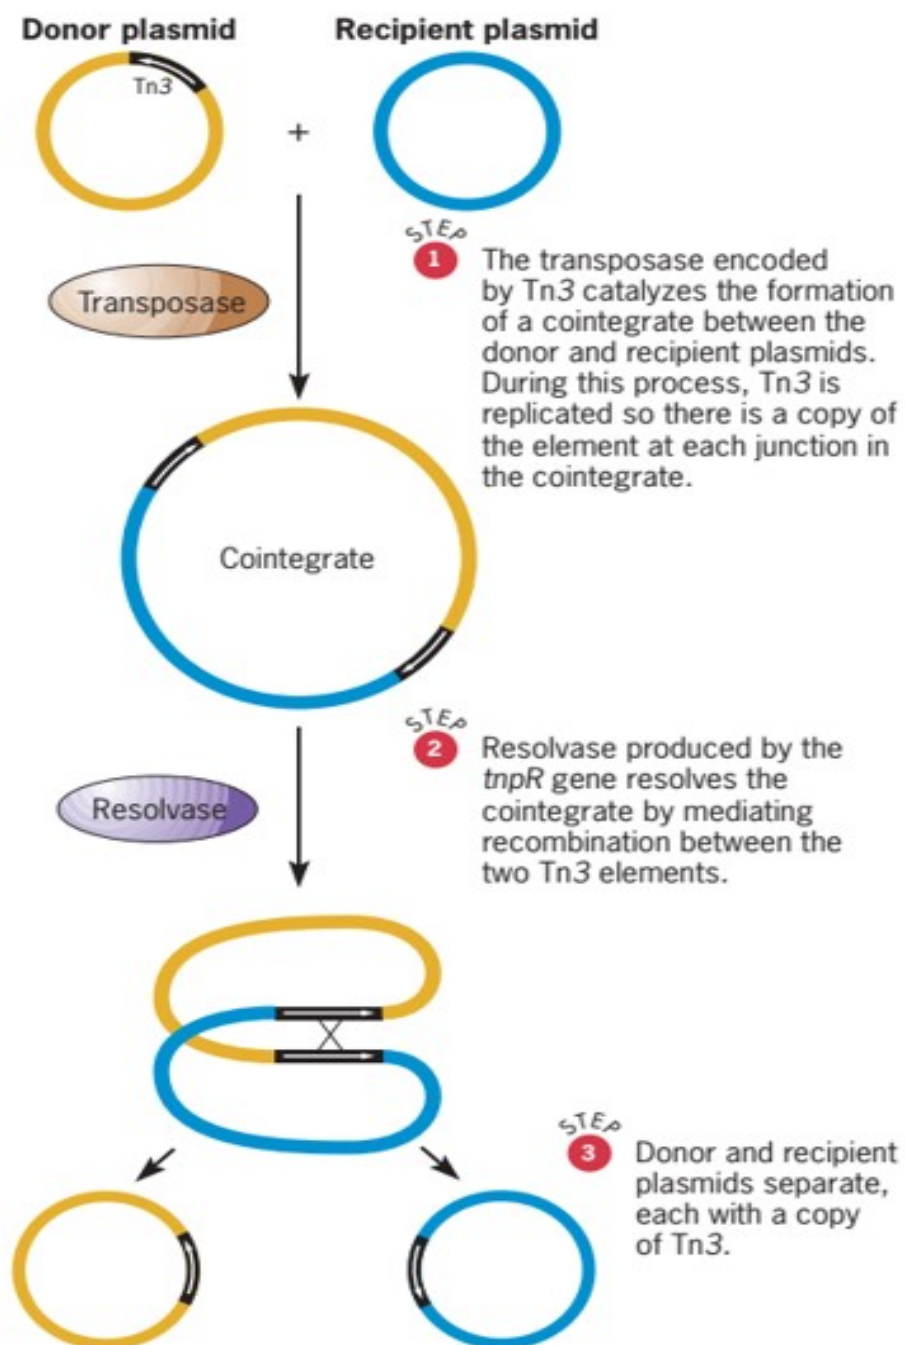 Donor plasmid
Recipient plasmid
Tn3
+
STEP
1
The transposase encoded
by Tn3 catalyzes the formation
of a cointegrate between the
donor and recipient plasmids.
During this process, Tn3 is
replicated so there is a copy of
the element at each junction in
the cointegrate.
Transposase
Cointegrate
STEP
2
Resolvase produced by the
tnpR gene resolves the
cointegrate by mediating
recombination between the
two Tn3 elements.
Resolvase
STEP
3
Donor and recipient
plasmids separate,
each with a copy
of Tn3.